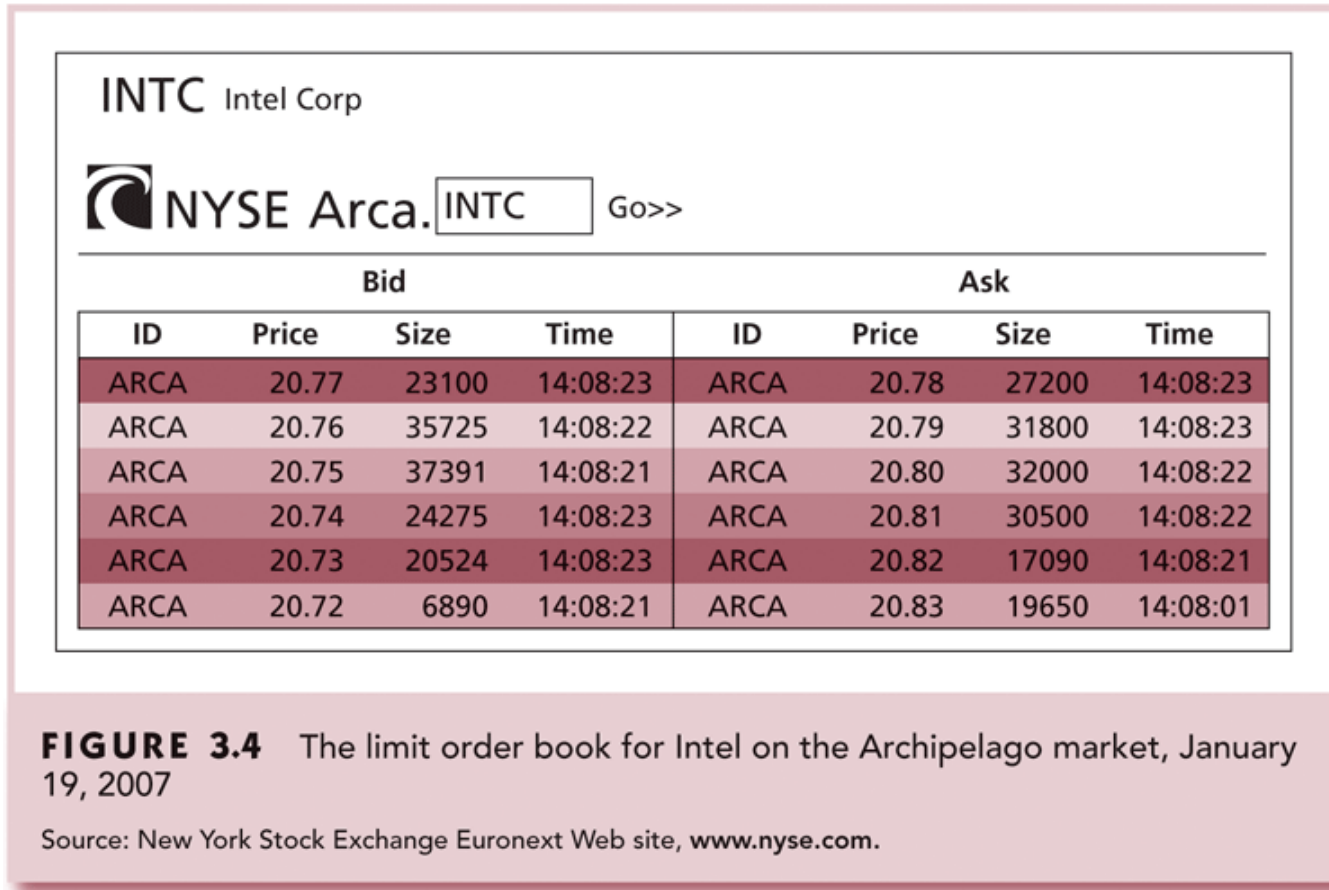 INTC Intel Corp
NYSE Arca. INTC Go>>
Bid Ask
ID Price Size Time ID Price Size Time
ARCA 20.77 23100 14:08:23 ARCA 20.78 27200 14:08:23
ARCA 20.76 35725 14:08:22 ARCA 20.79 31800 14:08:23
ARCA 20.75 37391 14:08:21 ARCA 20.80 32000 14:08:22
ARCA 20.74 24275 14:08:23 ARCA 20.81 30500 14:08:22
ARCA 20.73 20524 14:08:23 ARCA 20.82 17090 14:08:21
ARCA 20.72 6890 14:08:21 ARCA 20.83 19650 14:08:01
FIGURE 3.4 The limit order book for Intel on the Archipelago market, January
19, 2007
Source: New York Stock Exchange Euronext Web site, www.nyse.com.